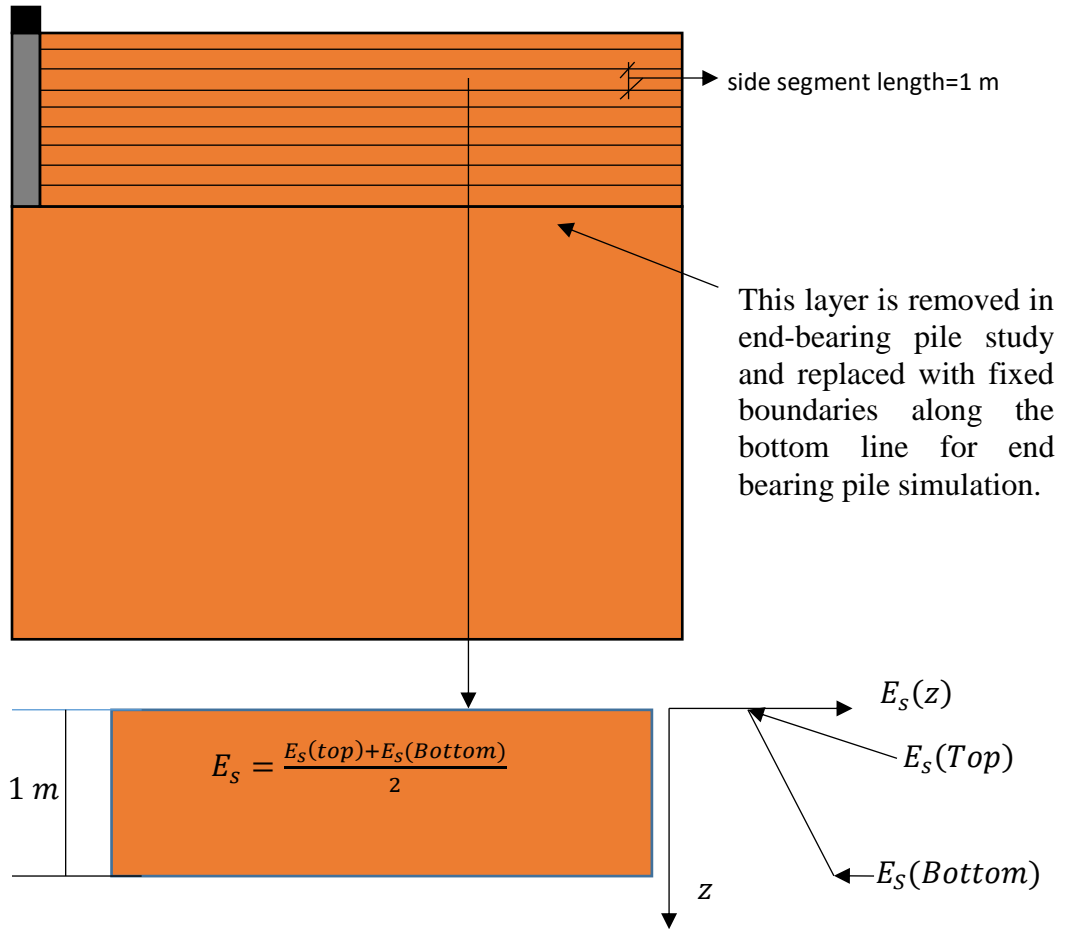 side segment length=1 m
This layer is removed in
end-bearing pile study
and replaced with fixed
boundaries along the
bottom line for end
bearing pile simulation.
E_s(z)
E_s = \frac{E_s(top)+E_s(Bottom)}{2}
E_s(Top)
1 m
E_s(Bottom)
z